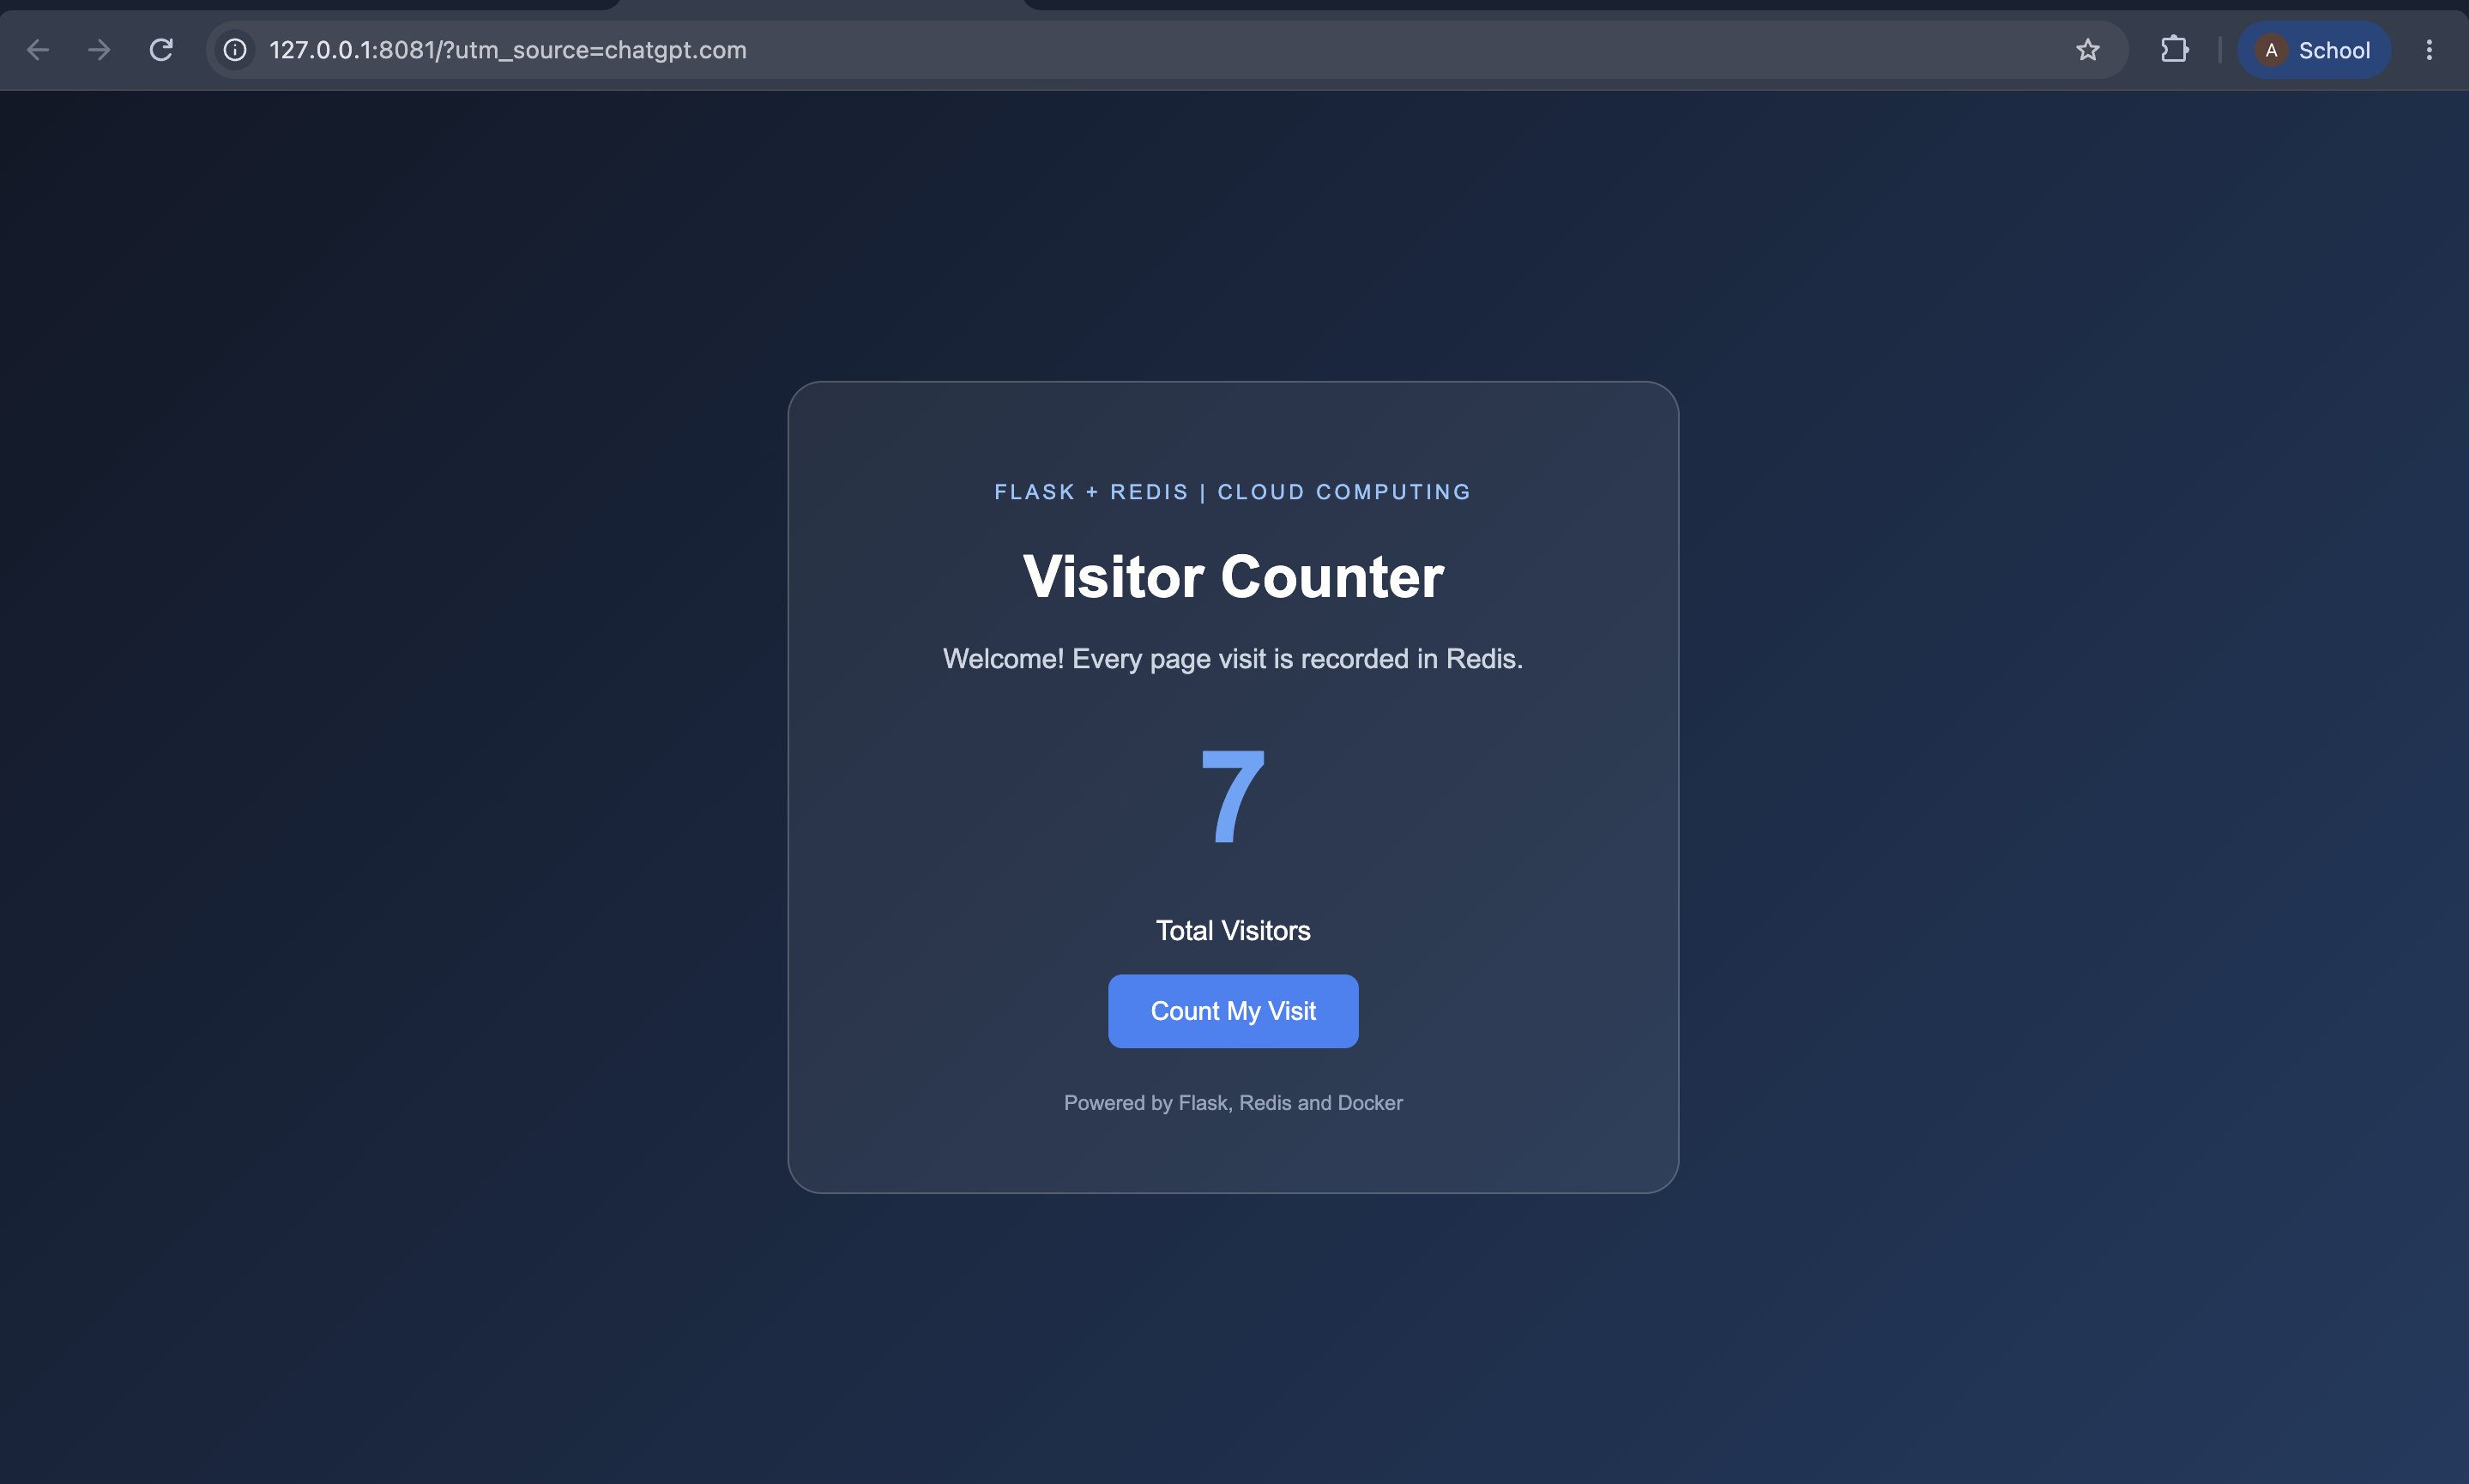 127.0.0.1:8081/?utm_source=chatgpt.com
A School
FLASK + REDIS | CLOUD COMPUTING
Visitor Counter
Welcome! Every page visit is recorded in Redis.
7
Total Visitors
Count My Visit
Powered by Flask, Redis and Docker